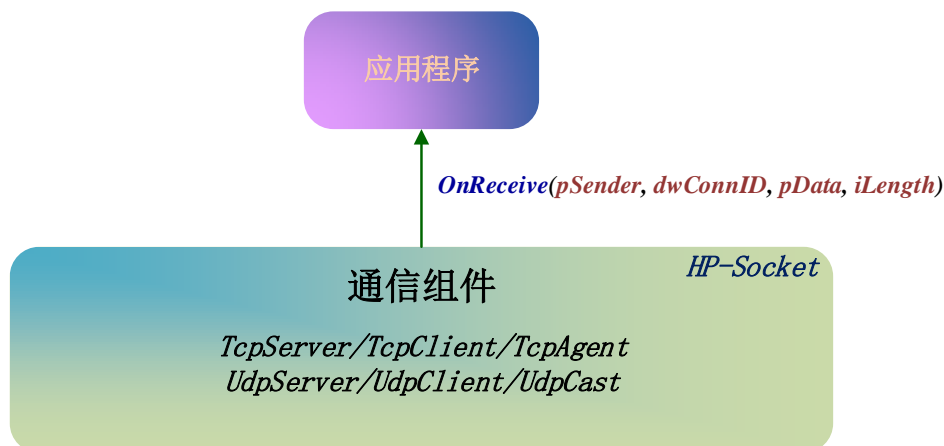 应用程序
OnReceive(pSender, dwConnID, pData, iLength)
HP-Socket
通信组件
TcpServer/TcpClient/TcpAgent
UdpServer/UdpClient/UdpCast